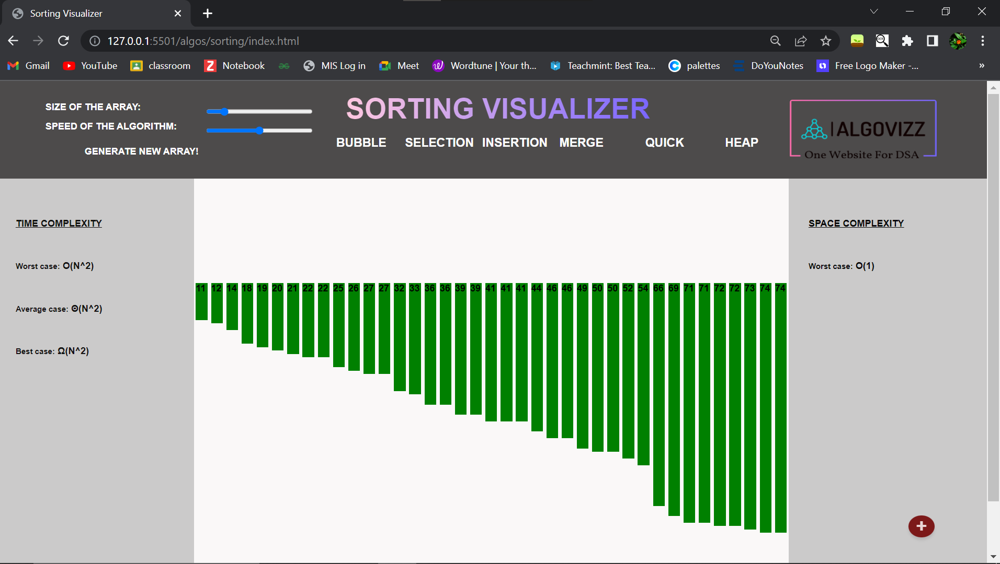 Sorting Visualizer
127.0.0.1:5501/algos/sorting/index.html
Gmail YouTube classroom Notebook MIS Log in Meet Wordtune | Your th... Teachmint: Best Tea... palettes DoYouNotes Free Logo Maker -... »
SIZE OF THE ARRAY:
SPEED OF THE ALGORITHM:
GENERATE NEW ARRAY!
SORTING VISUALIZER
BUBBLE SELECTION INSERTION MERGE QUICK HEAP
ALGOVIZZ
One Website For DSA
TIME COMPLEXITY
Worst case: O(N^2)
Average case: Θ(N^2)
Best case: Ω(N^2)
11 12 14 18 19 20 21 22 22 25 26 27 27 32 33 36 36 39 39 41 41 41 44 46 46 49 50 50 52 54 66 69 71 71 72 72 73 74 74
SPACE COMPLEXITY
Worst case: O(1)
+